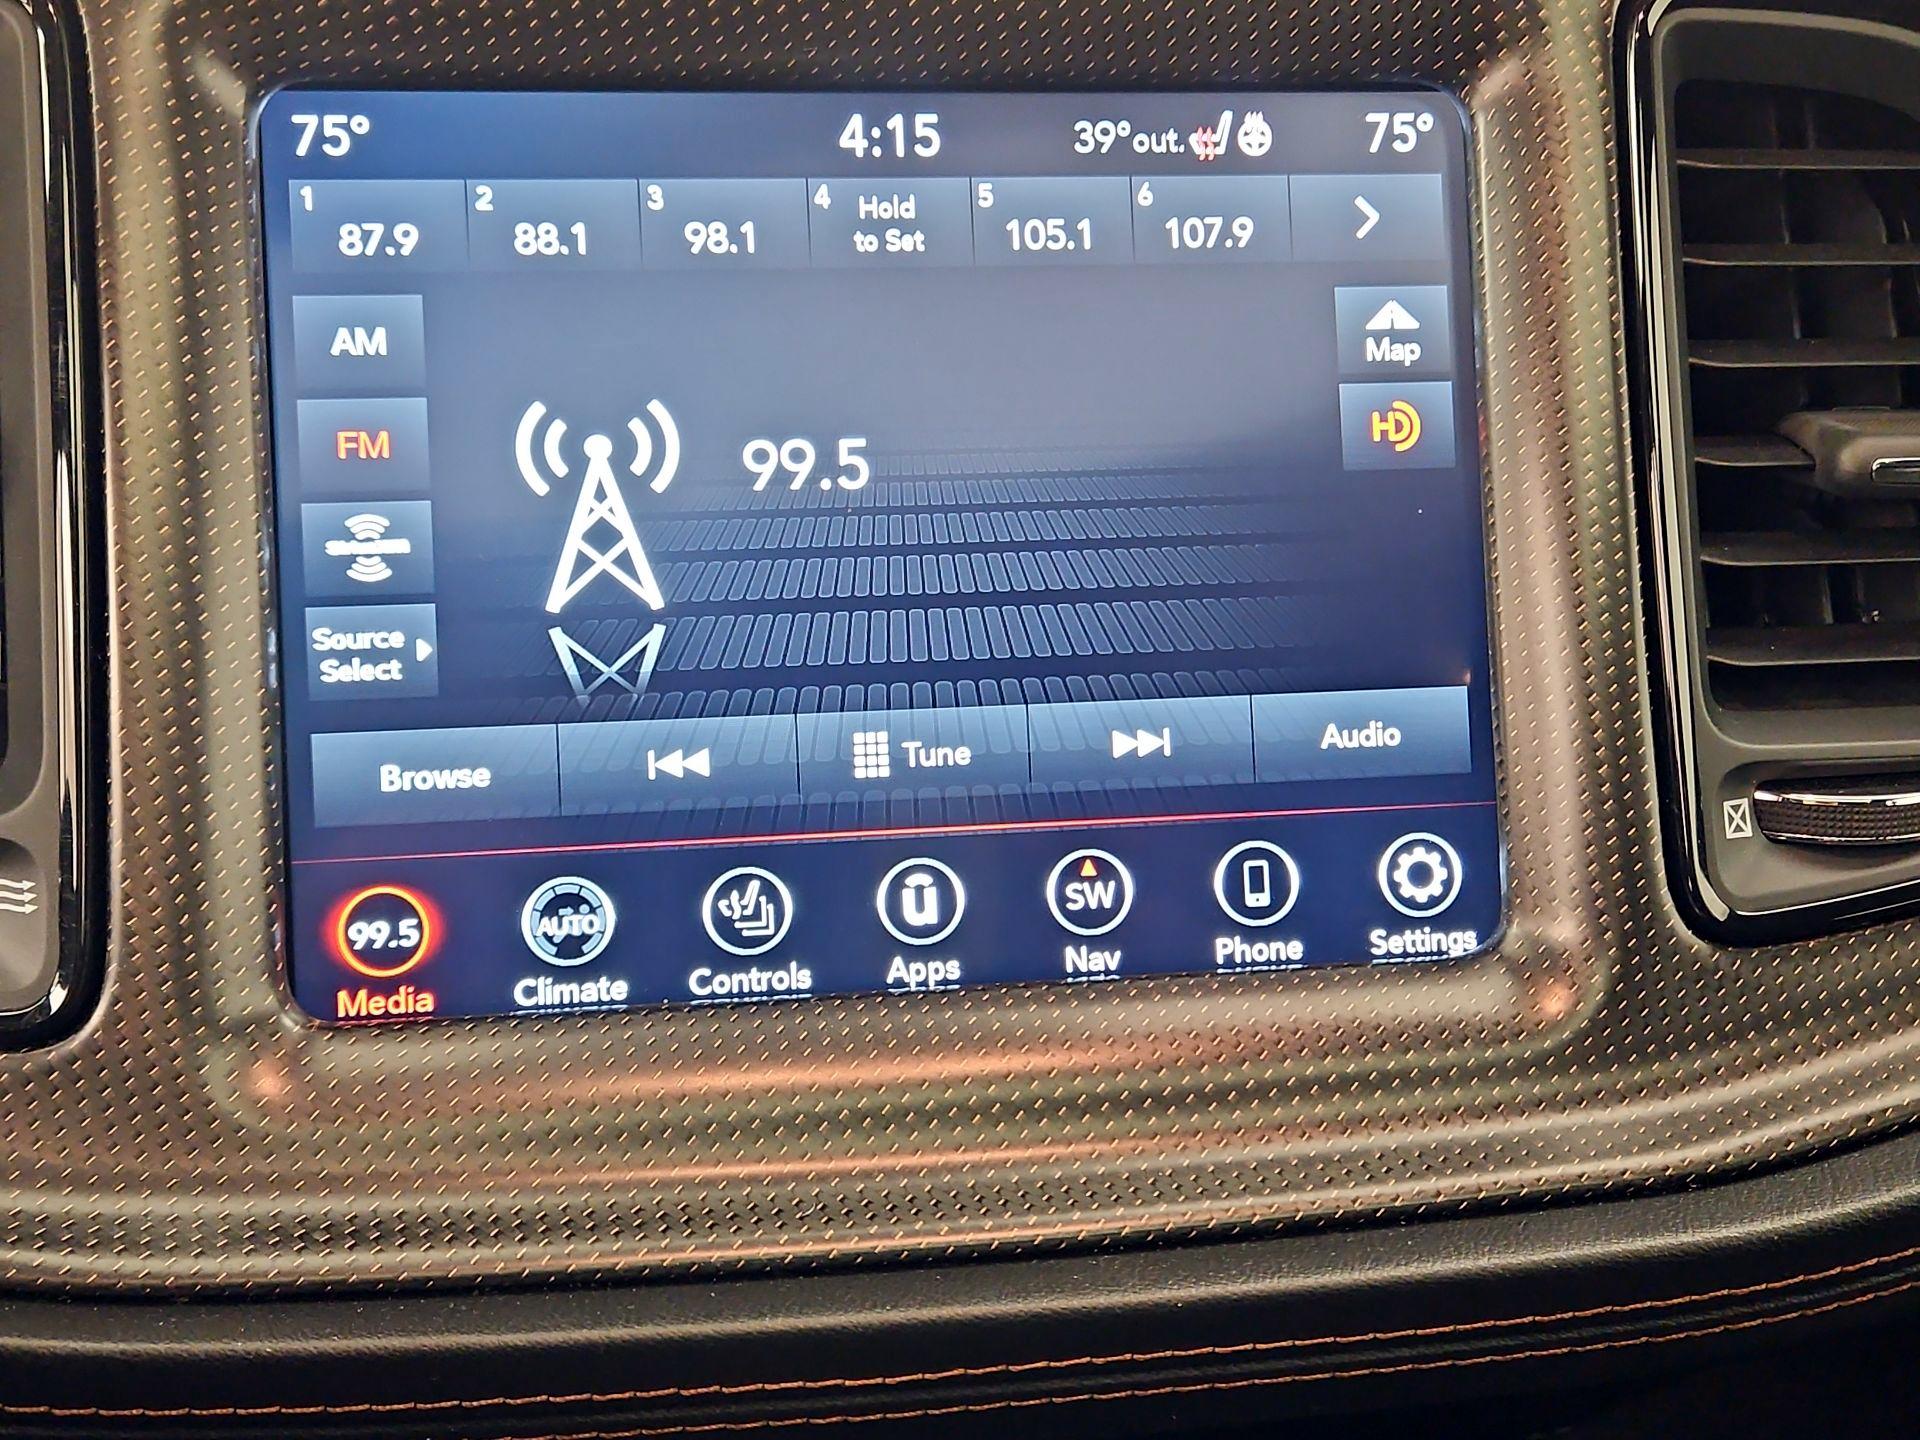 75° 4:15 39°out. 75°
1 2 3 4 Hold 5 6
87.9 88.1 98.1 to Set 105.1 107.9
AM
Map
FM
HD
99.5
Source
Select
Browse Tune Audio
99.5 AUTO ū SW
Media Climate Controls Apps Nav Phone Settings